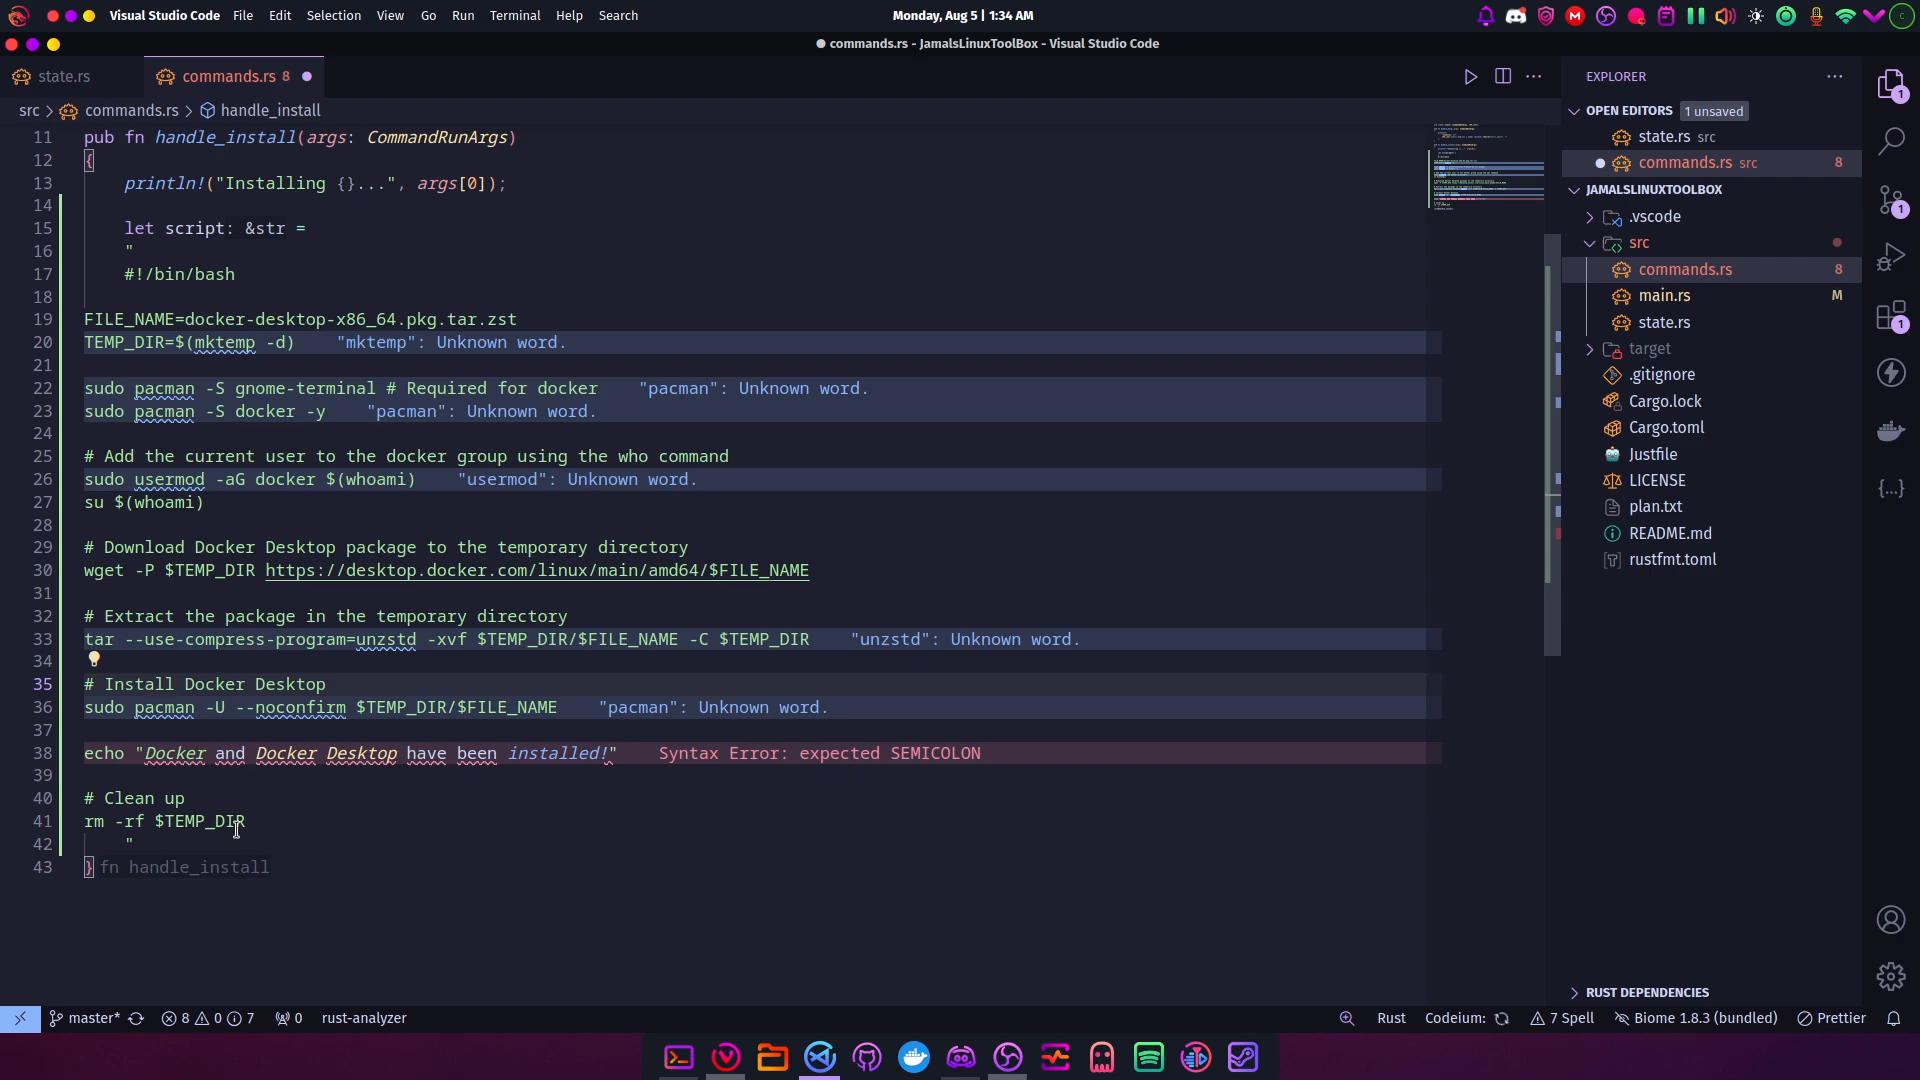 Visual Studio Code File Edit Selection View Go Run Terminal Help Search
Monday, Aug 5 | 1:34 AM
● commands.rs - JamalsLinuxToolBox - Visual Studio Code
state.rs
commands.rs 8
src > commands.rs > handle_install
11 pub fn handle_install(args: CommandRunArgs)
12 {
13 println!("Installing {}...", args[0]);
14
15 let script: &str =
16 "
17 #!/bin/bash
18
19 FILE_NAME=docker-desktop-x86_64.pkg.tar.zst
20 TEMP_DIR=$(mktemp -d) "mktemp": Unknown word.
21
22 sudo pacman -S gnome-terminal # Required for docker "pacman": Unknown word.
23 sudo pacman -S docker -y "pacman": Unknown word.
24
25 # Add the current user to the docker group using the who command
26 sudo usermod -aG docker $(whoami) "usermod": Unknown word.
27 su $(whoami)
28
29 # Download Docker Desktop package to the temporary directory
30 wget -P $TEMP_DIR https://desktop.docker.com/linux/main/amd64/$FILE_NAME
31
32 # Extract the package in the temporary directory
33 tar --use-compress-program=unzstd -xvf $TEMP_DIR/$FILE_NAME -C $TEMP_DIR "unzstd": Unknown word.
34
35 # Install Docker Desktop
36 sudo pacman -U --noconfirm $TEMP_DIR/$FILE_NAME "pacman": Unknown word.
37
38 echo "Docker and Docker Desktop have been installed!" Syntax Error: expected SEMICOLON
39
40 # Clean up
41 rm -rf $TEMP_DIR
42 "
43 } fn handle_install
EXPLORER
OPEN EDITORS 1 unsaved
state.rs src
● commands.rs src 8
JAMALSLINUXTOOLBOX
.vscode
src
commands.rs 8
main.rs M
state.rs
target
.gitignore
Cargo.lock
Cargo.toml
Justfile
LICENSE
plan.txt
README.md
rustfmt.toml
RUST DEPENDENCIES
1
1
1
master* 8 0 7 0 rust-analyzer
Rust Codeium: 7 Spell Biome 1.8.3 (bundled) Prettier